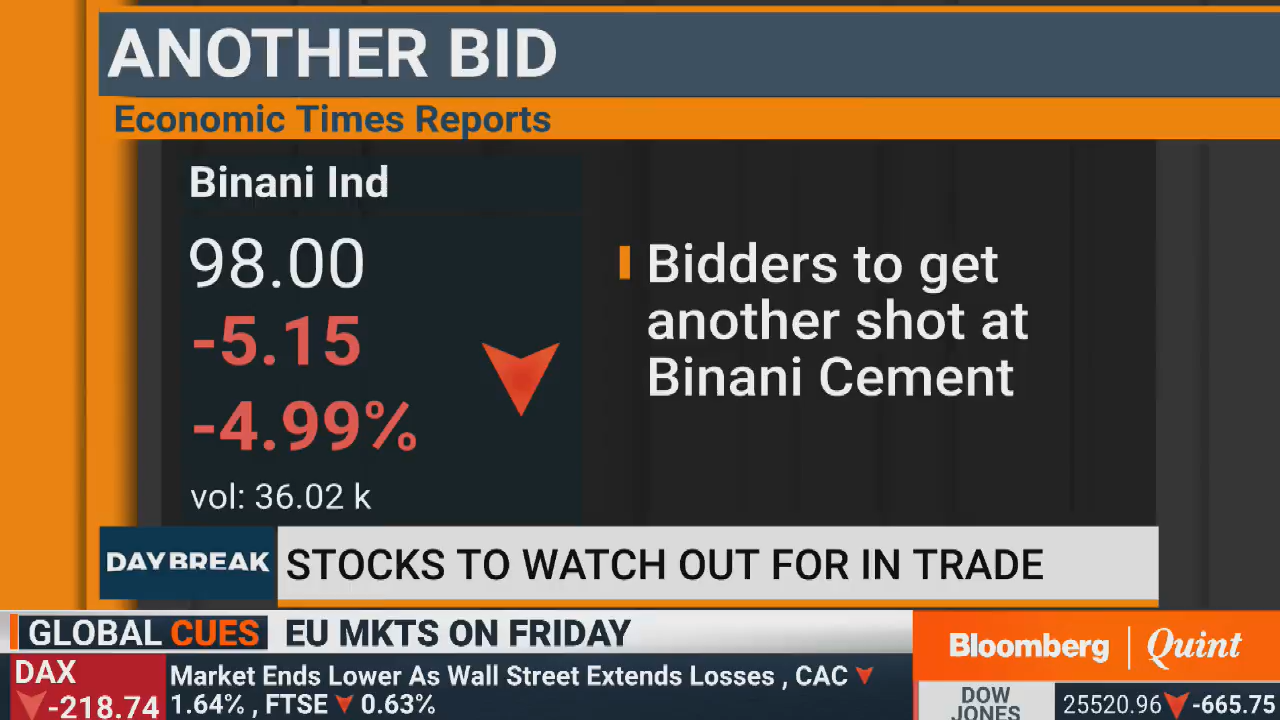 ANOTHER BID
Economic Times Reports
Binani Ind
98.00
-5.15
-4.99%
vol: 36.02 k
Bidders to get
another shot at
Binani Cement
DAYBREAK
STOCKS TO WATCH OUT FOR IN TRADE
GLOBAL CUES
EU MKTS ON FRIDAY
DAX
-218.74
Market Ends Lower As Wall Street Extends Losses , CAC
1.64% , FTSE 0.63%
Bloomberg | Quint
DOW
JONES
25520.96 -665.75